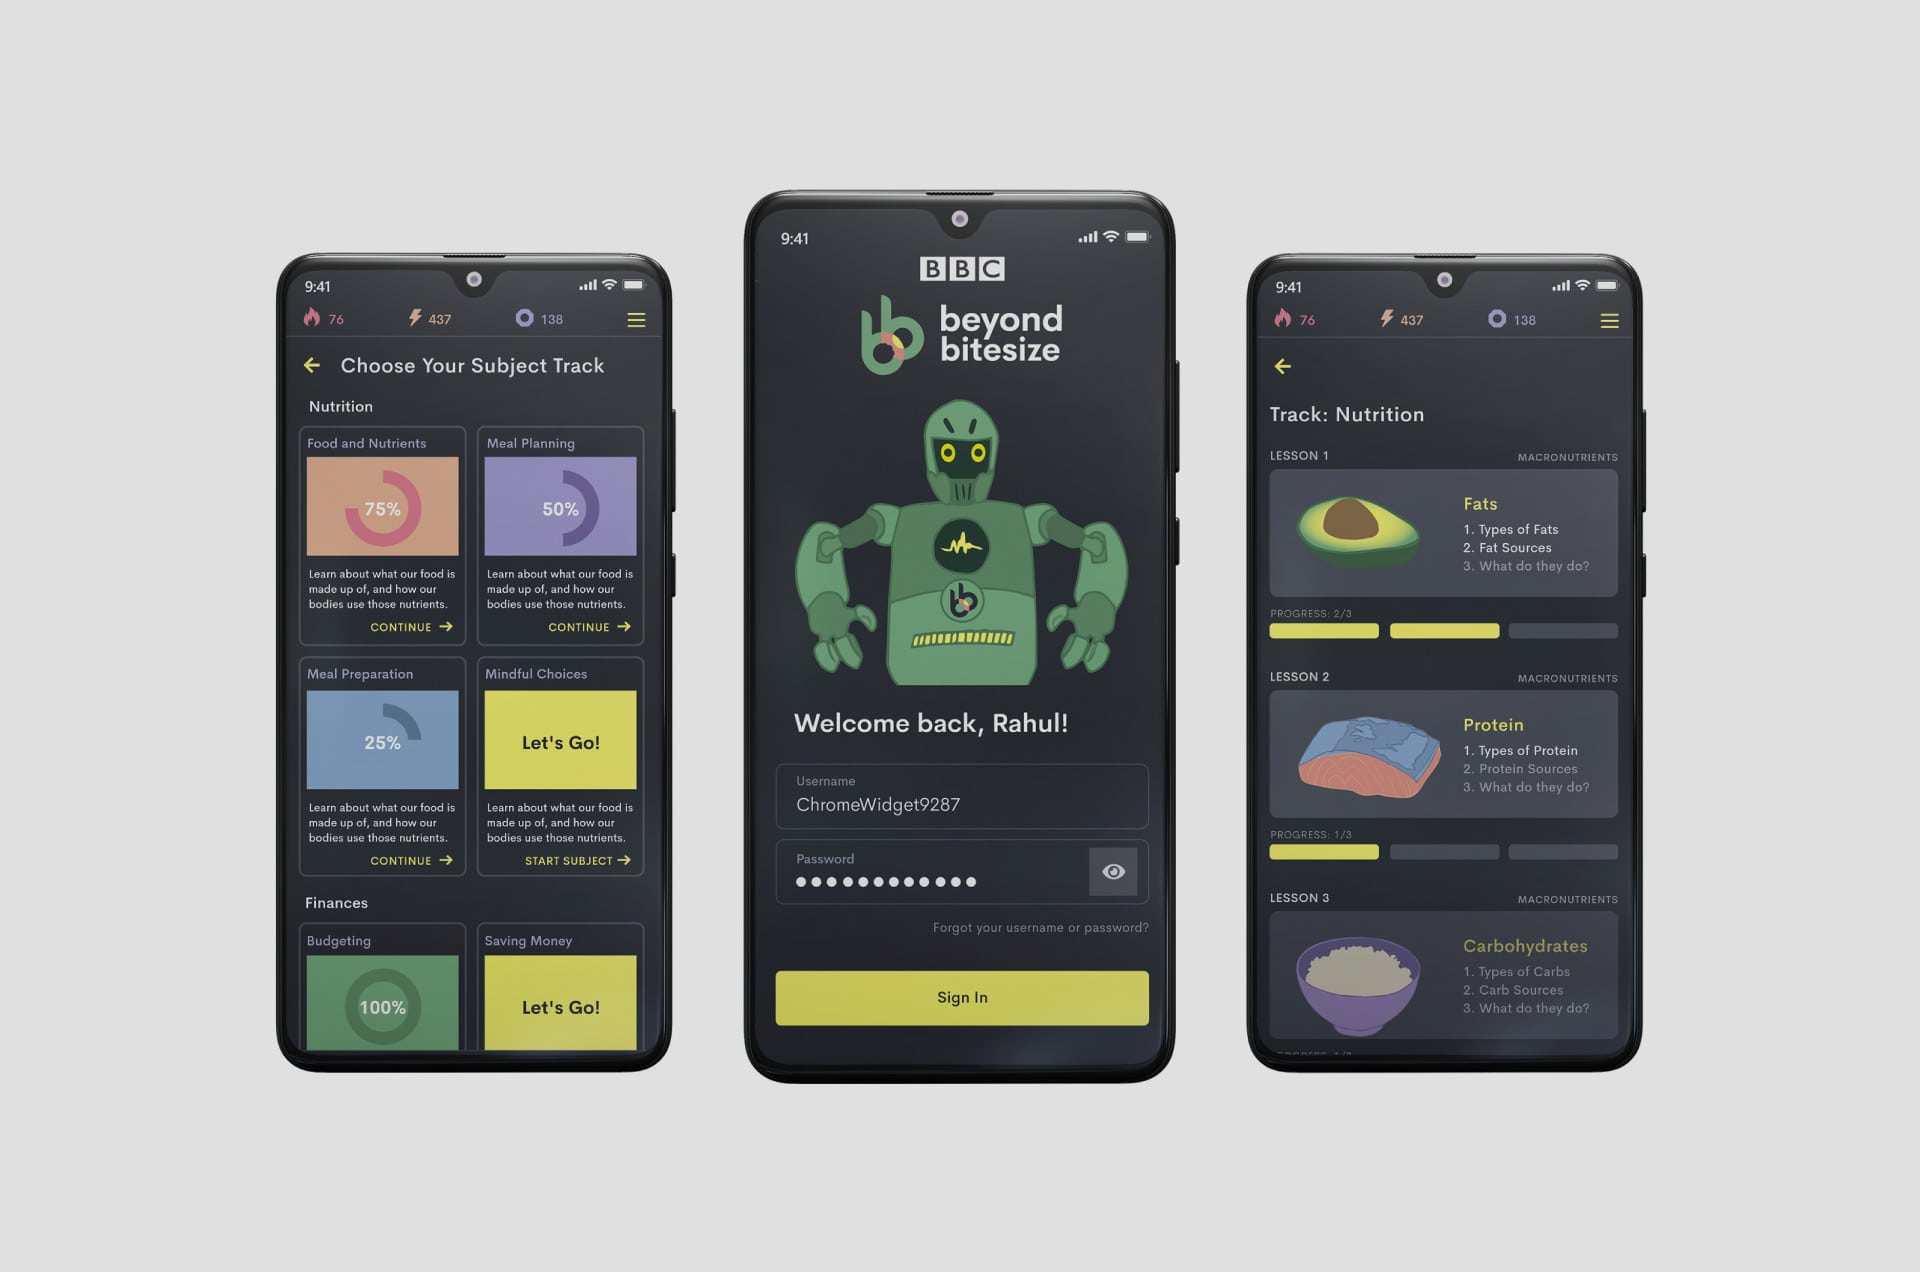 9:41
76 437 138
Choose Your Subject Track
Nutrition
Food and Nutrients
75%
Learn about what our food is
made up of, and how our
bodies use those nutrients.
CONTINUE
Meal Planning
50%
Learn about what our food is
made up of, and how our
bodies use those nutrients.
CONTINUE
Meal Preparation
25%
Learn about what our food is
made up of, and how our
bodies use those nutrients.
CONTINUE
Mindful Choices
Let's Go!
Learn about what our food is
made up of, and how our
bodies use those nutrients.
START SUBJECT
Finances
Budgeting
100%
Saving Money
Let's Go!
9:41
BBC
beyond
bitesize
Welcome back, Rahul!
Username
ChromeWidget9287
Password
Forgot your username or password?
Sign In
9:41
76 437 138
Track: Nutrition
LESSON 1 MACRONUTRIENTS
Fats
1. Types of Fats
2. Fat Sources
3. What do they do?
PROGRESS: 2/3
LESSON 2 MACRONUTRIENTS
Protein
1. Types of Protein
2. Protein Sources
3. What do they do?
PROGRESS: 1/3
LESSON 3 MACRONUTRIENTS
Carbohydrates
1. Types of Carbs
2. Carb Sources
3. What do they do?